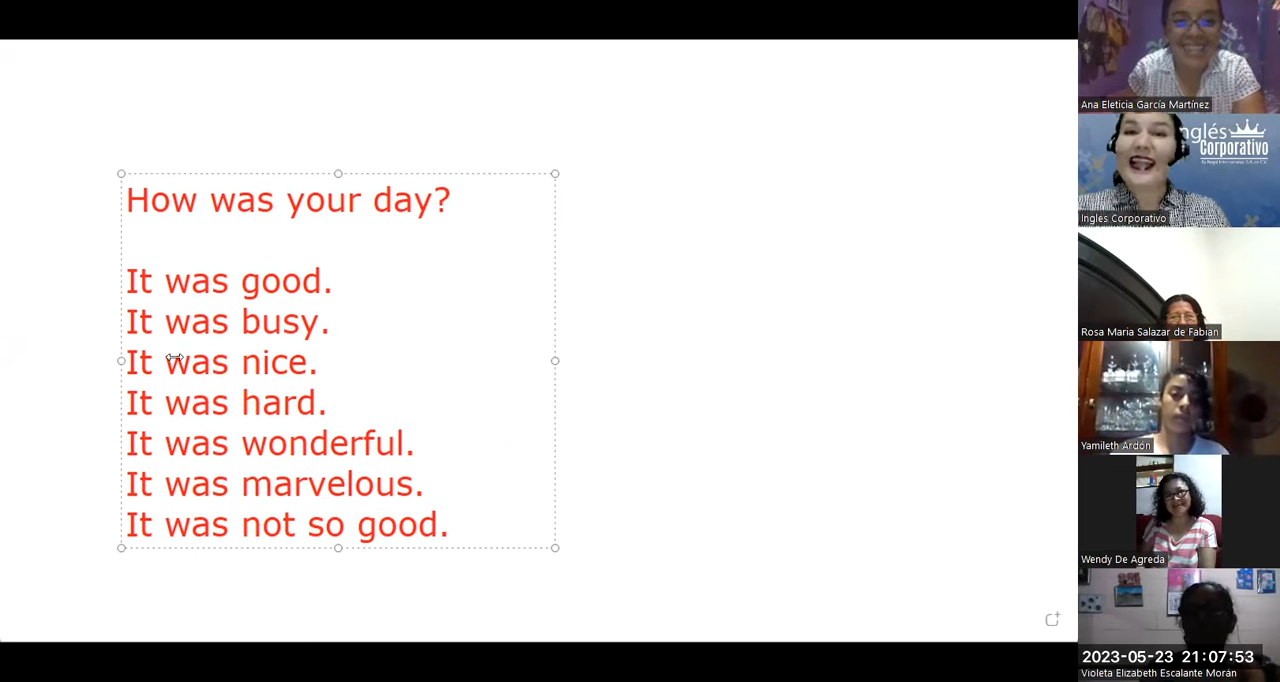 How was your day?
It was good.
It was busy.
It was nice.
It was hard.
It was wonderful.
It was marvelous.
It was not so good.
Ana Eleticia García Martínez
nglés
Corporativo
Ingles Corporativo
Rosa Maria Salazar de Fabian
Yamileth Ardón
Wendy De Agreda
2023-05-23 21:07:53
Violeta Elizabeth Escalante Morán